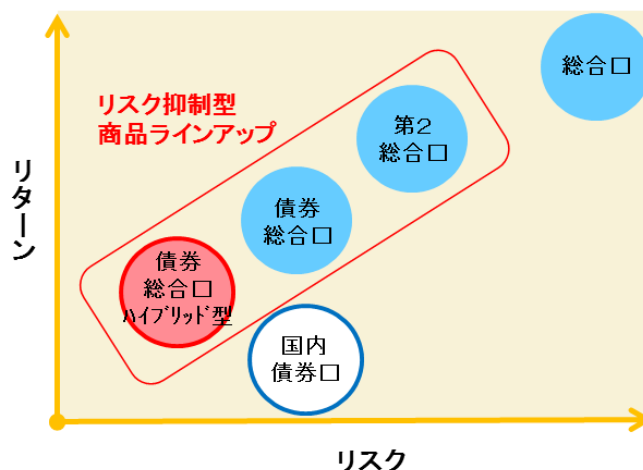 総合口
リスク抑制型
商品ラインアップ
第2
総合口
債券
総合口
債券
総合口
ﾊｲﾌﾞﾘｯﾄﾞ型
国内
債券口
リターン
リスク